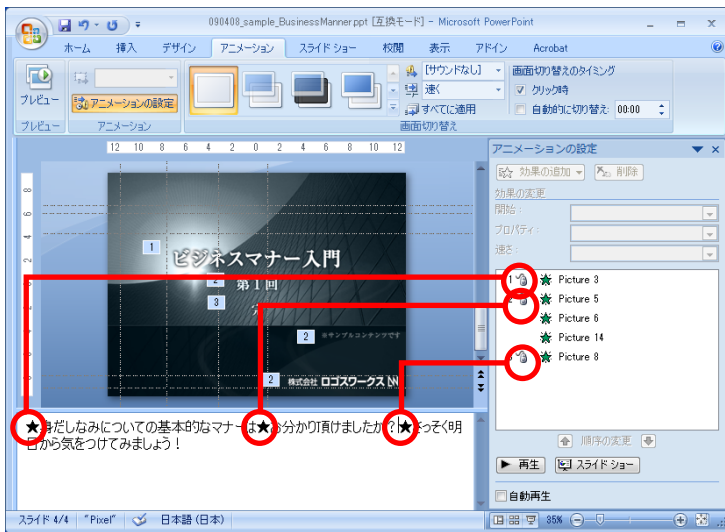 090408_sample_BusinessManner.ppt [互換モード] - Microsoft PowerPoint
ホーム 挿入 デザイン アニメーション スライド ショー 校閲 表示 アドイン Acrobat
プレビュー
アニメーションの設定
[サウンドなし]
速く
すべてに適用
画面切り替えのタイミング
クリック時
自動的に切り替え: 00:00
プレビュー アニメーション 画面切り替え
12 10 8 6 4 2 0 2 4 6 8 10 12
アニメーションの設定
効果の追加 削除
効果の変更
開始:
プロパティ:
速さ:
1 Picture 3
Picture 5
Picture 6
Picture 14
Picture 8
順序の変更
再生 スライド ショー
自動再生
1
ビジネスマナー入門
2 第1回
3
2 ※サンプルコンテンツです
2 株式会社 ロゴスワークス
★身だしなみについての基本的なマナーは★お分かり頂けましたか?★さっそく明
日から気をつけてみましょう!
スライド 4/4 "Pixel" 日本語 (日本) 35%